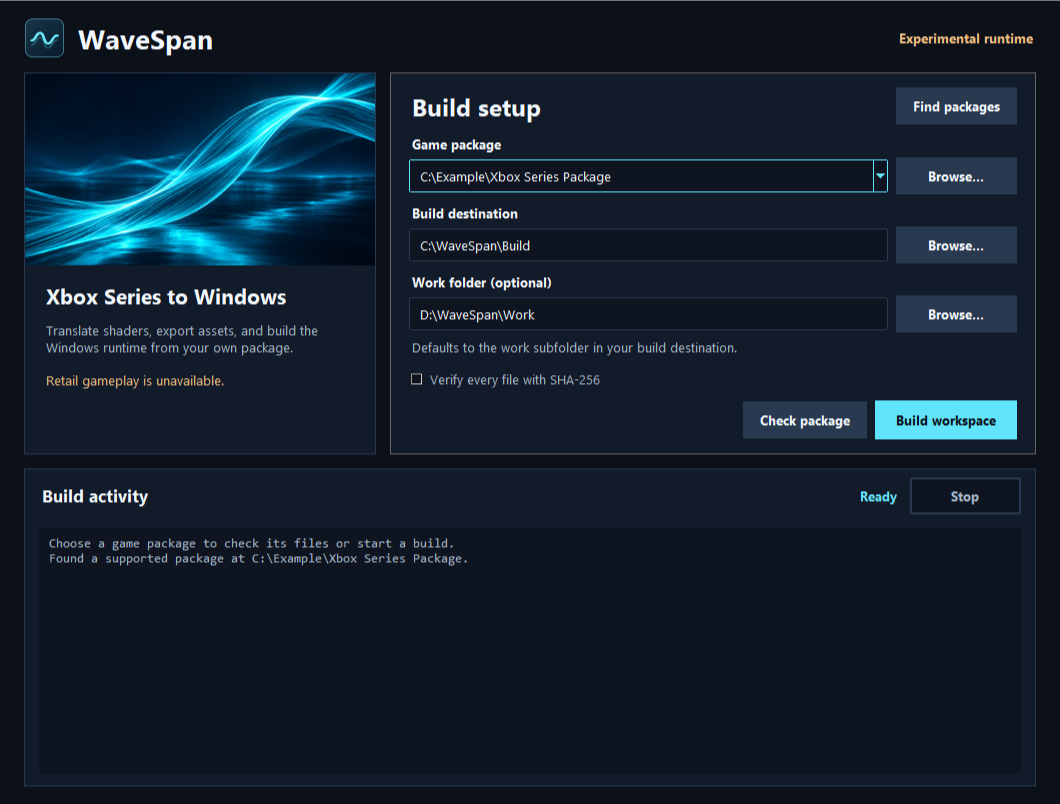 WaveSpan
Experimental runtime
Xbox Series to Windows
Translate shaders, export assets, and build the
Windows runtime from your own package.
Retail gameplay is unavailable.
Build setup
Find packages
Game package
C:\Example\Xbox Series Package
Browse...
Build destination
C:\WaveSpan\Build
Browse...
Work folder (optional)
D:\WaveSpan\Work
Browse...
Defaults to the work subfolder in your build destination.
Verify every file with SHA-256
Check package
Build workspace
Build activity
Ready
Stop
Choose a game package to check its files or start a build.
Found a supported package at C:\Example\Xbox Series Package.